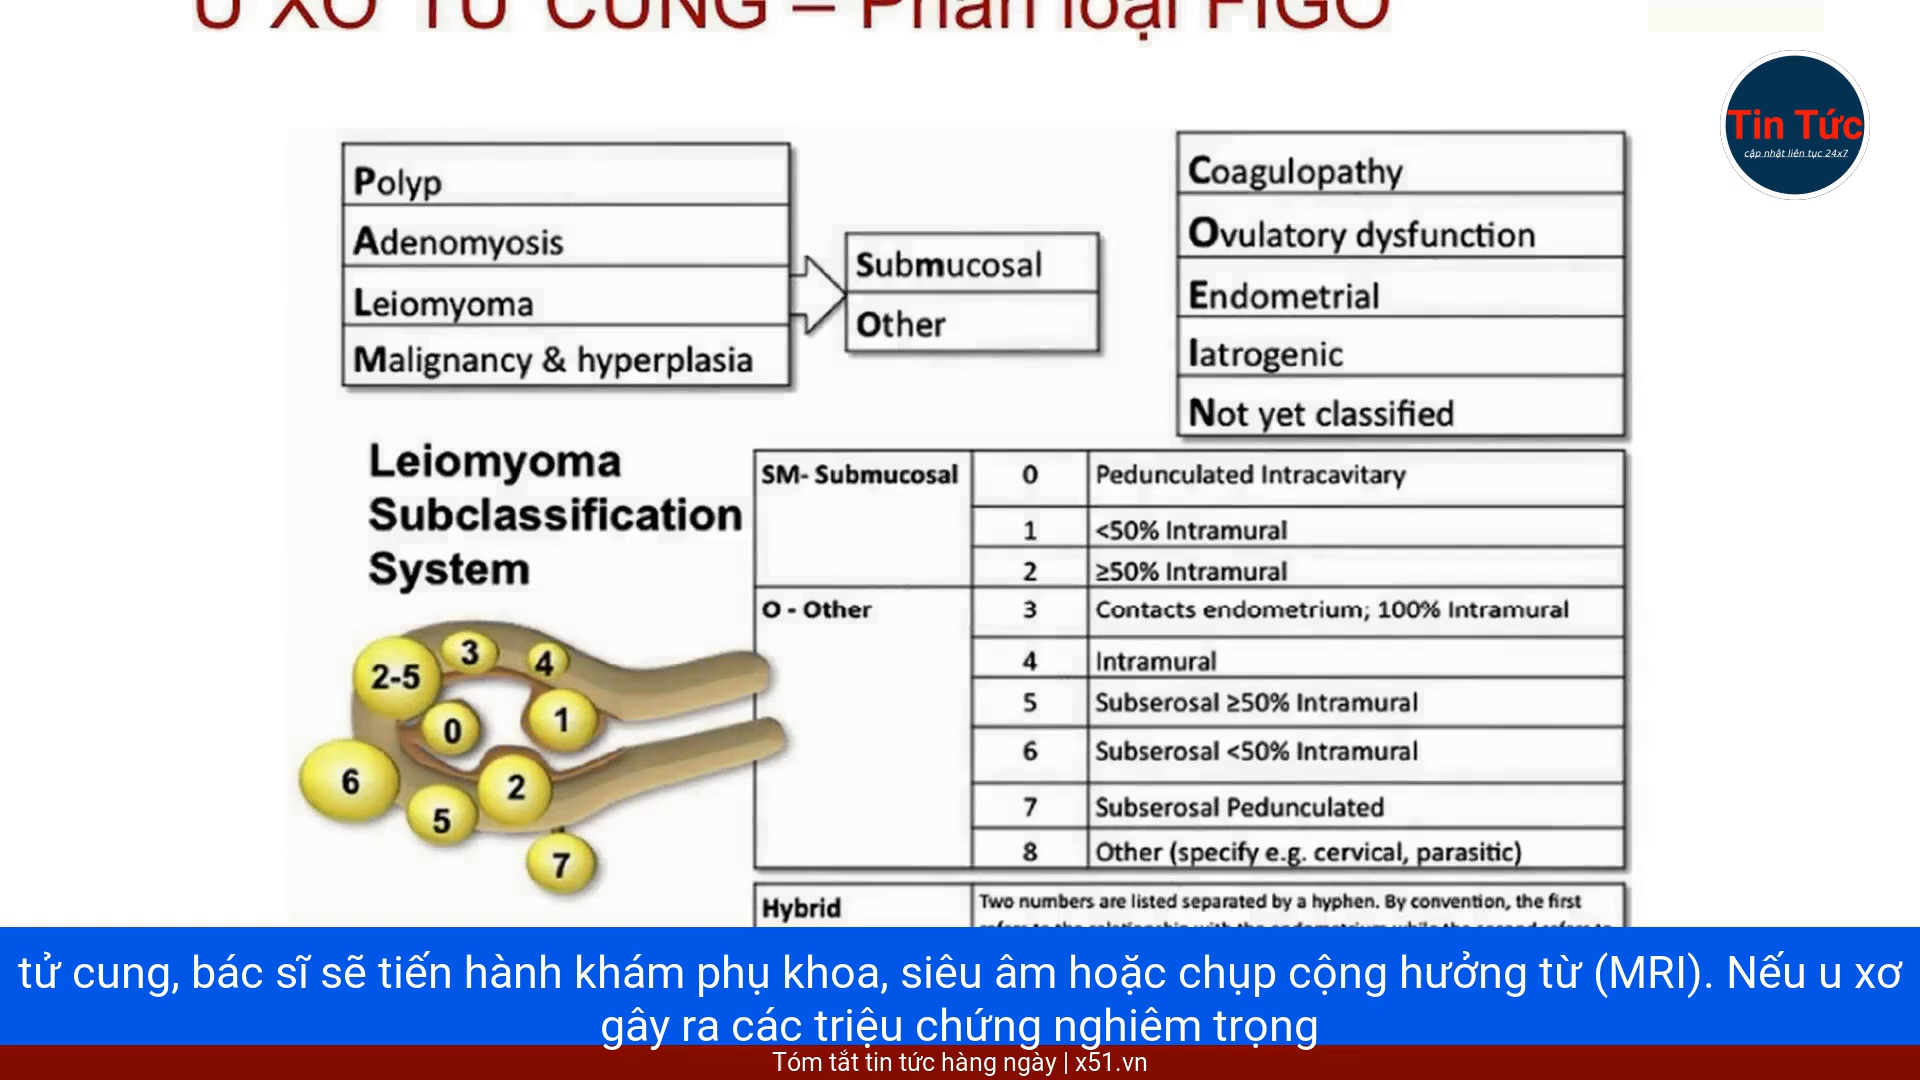 U XƠ TỬ CUNG – Phân loại FIGO
Tin Tức
cập nhật liên tục 24x7
Polyp
Adenomyosis
Leiomyoma
Malignancy & hyperplasia
Submucosal
Other
Coagulopathy
Ovulatory dysfunction
Endometrial
Iatrogenic
Not yet classified
Leiomyoma
Subclassification
System
SM- Submucosal
0 Pedunculated Intracavitary
1 <50% Intramural
2 ≥50% Intramural
O - Other
3 Contacts endometrium; 100% Intramural
4 Intramural
5 Subserosal ≥50% Intramural
6 Subserosal <50% Intramural
7 Subserosal Pedunculated
8 Other (specify e.g. cervical, parasitic)
2-5
3
4
0
1
6
5
2
7
Hybrid
Two numbers are listed separated by a hyphen. By convention, the first
tử cung, bác sĩ sẽ tiến hành khám phụ khoa, siêu âm hoặc chụp cộng hưởng từ (MRI). Nếu u xơ
gây ra các triệu chứng nghiêm trọng
Tóm tắt tin tức hàng ngày | x51.vn